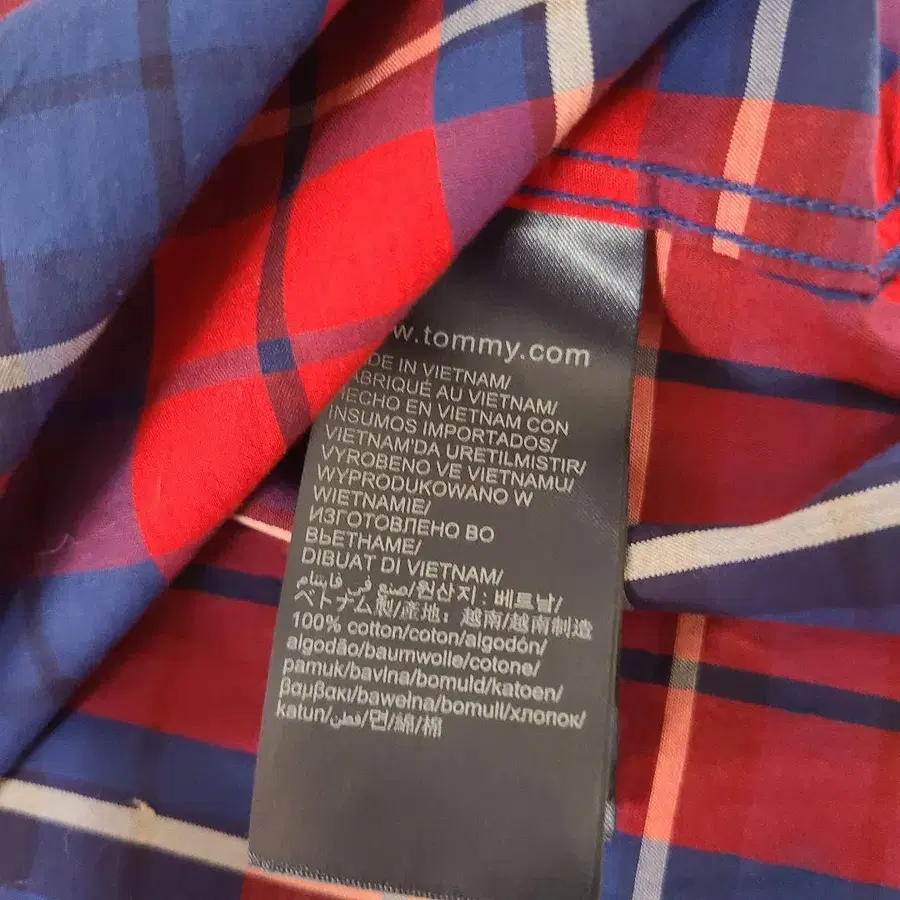 w.tommy.com
DE IN VIETNAM/
ABRIQUÉ AU VIETNAM/
HECHO EN VIETNAM CON
INSUMOS IMPORTADOS/
VIETNAM'DA URETILMISTIR/
VYROBENO VE VIETNAMU/
WYPRODUKOWANO W
WIETNAMIE/
ИЗГОТОВЛЕНО ВО
ВЬЕТНАМЕ/
DIBUAT DI VIETNAM/
صنع في فايتنام/원산지 : 베트남/
ベトナム製/產地: 越南/越南制造
100% cotton/coton/algodón/
algodão/baumwolle/cotone/
pamuk/bavlna/bomuld/katoen/
βαμβακι/bawełna/bomull/хлопок/
katun/قطن/면/綿/棉